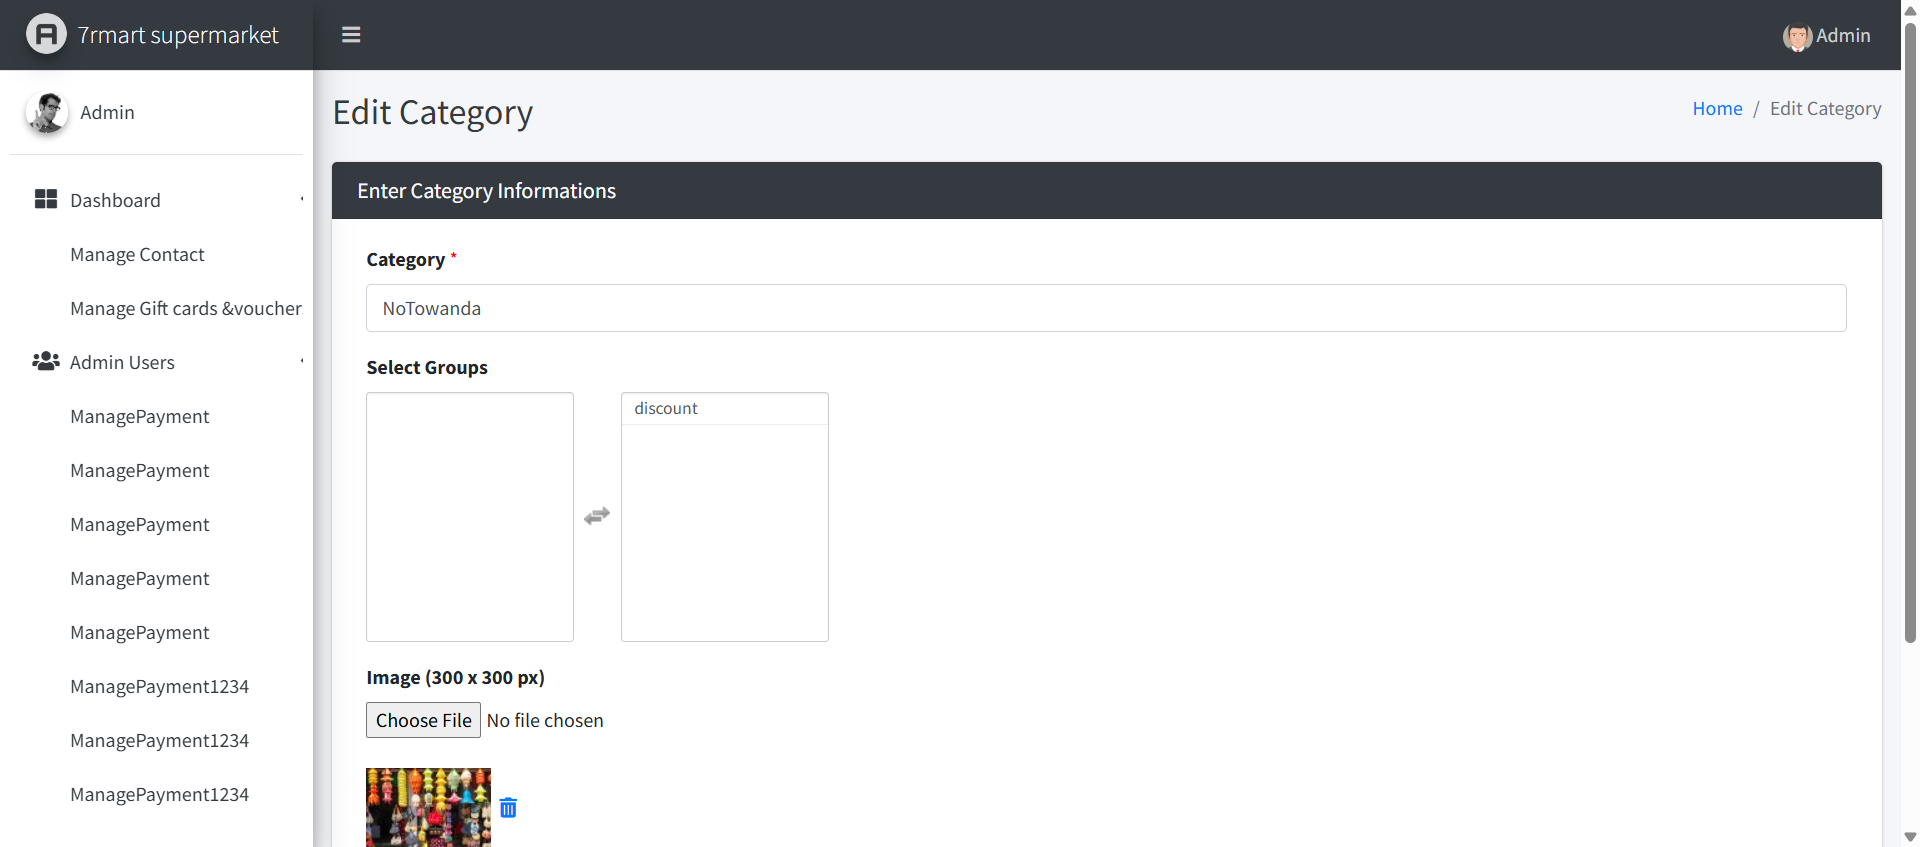 7rmart supermarket
Admin
Admin
Edit Category
Home / Edit Category
Dashboard
Manage Contact
Manage Gift cards &voucher
Admin Users
ManagePayment
ManagePayment
ManagePayment
ManagePayment
ManagePayment
ManagePayment1234
ManagePayment1234
ManagePayment1234
Enter Category Informations
Category *
NoTowanda
Select Groups
discount
Image (300 x 300 px)
Choose File No file chosen